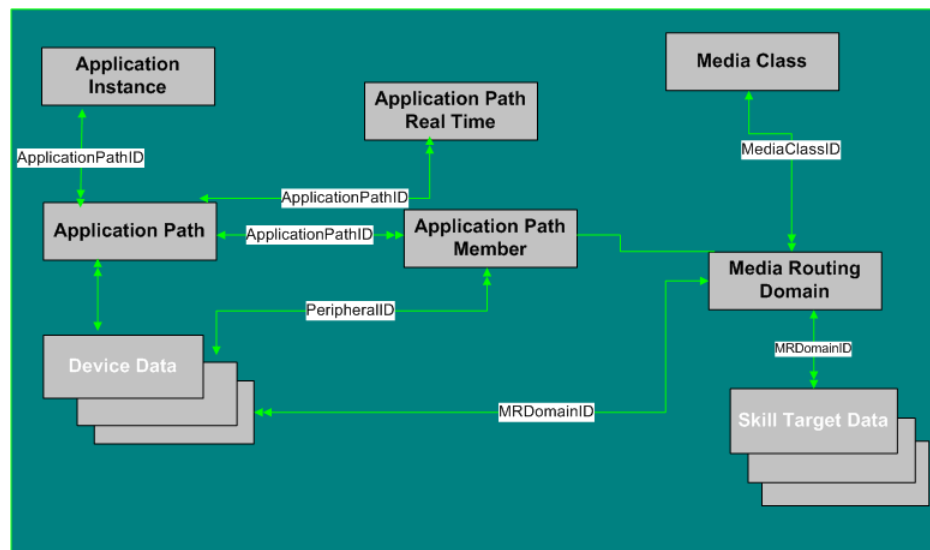 Application
Instance
Media Class
Application Path
Real Time
ApplicationPathID
MediaClassID
ApplicationPathID
Application Path
ApplicationPathID
Application Path
Member
Media Routing
Domain
PeripheralID
Device Data
MRDomainID
MRDomainID
Skill Target Data